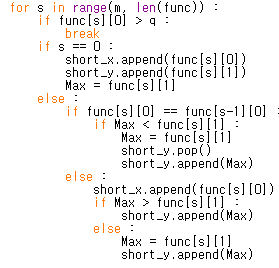 for s in range(m, len(func)) :
    if func[s][0] > q :
        break
    if s == 0 :
        short_x.append(func[s][0])
        short_y.append(func[s][1])
        Max = func[s][1]
    else :
        if func[s][0] == func[s-1][0] :
            if Max < func[s][1] :
                Max = func[s][1]
                short_y.pop()
                short_y.append(Max)
        else :
            short_x.append(func[s][0])
            if Max > func[s][1] :
                short_y.append(Max)
            else :
                Max = func[s][1]
                short_y.append(Max)